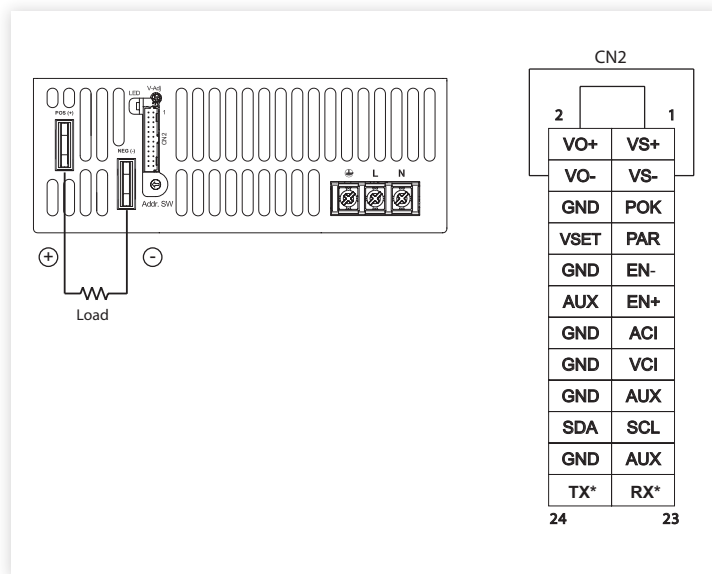 CN2
2 1
VO+ VS+
VO- VS-
GND POK
VSET PAR
GND EN-
AUX EN+
GND ACI
GND VCI
GND AUX
SDA SCL
GND AUX
TX* RX*
24 23
V-Adj
LED
POS (+)
1
CN2
NEG (-)
L N
Addr. SW
+ -
Load